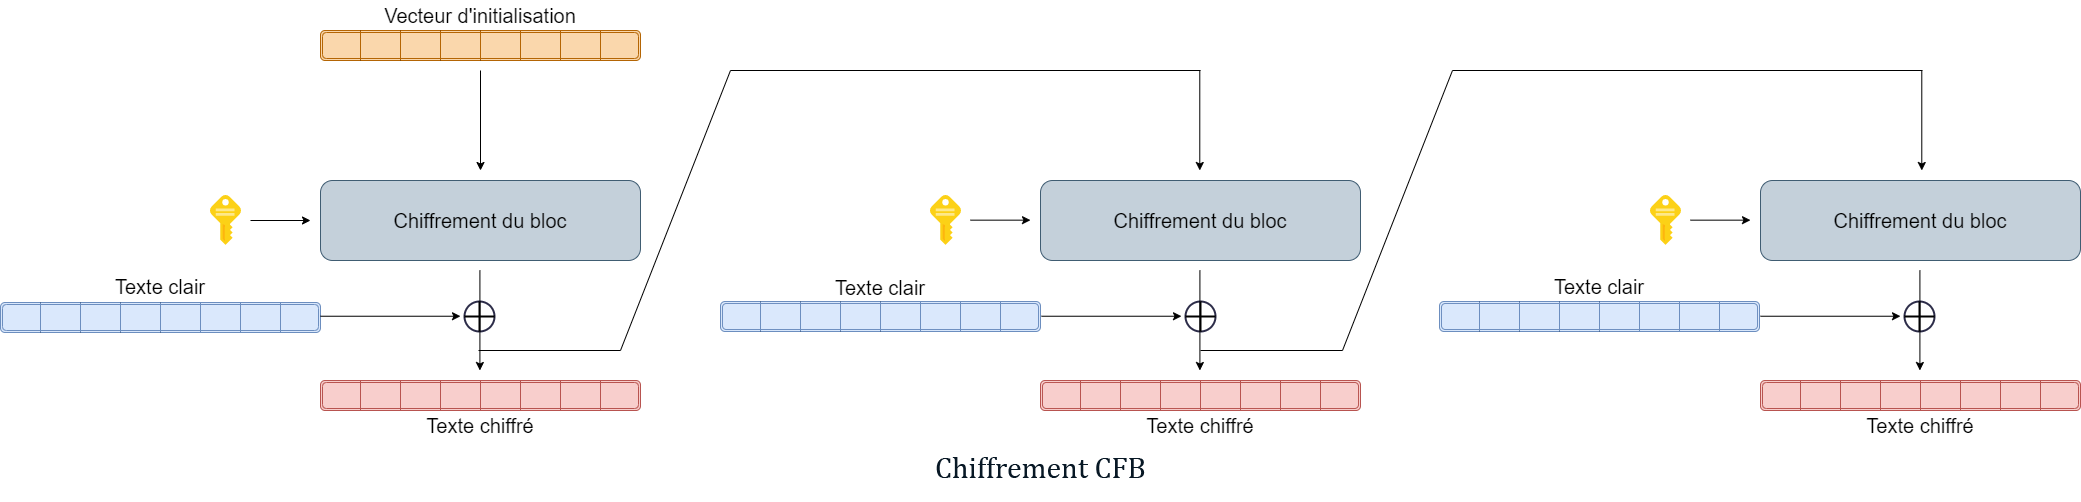 Vecteur d'initialisation
Chiffrement du bloc
Chiffrement du bloc
Chiffrement du bloc
Texte clair
Texte clair
Texte clair
Texte chiffré
Texte chiffré
Texte chiffré
Chiffrement CFB